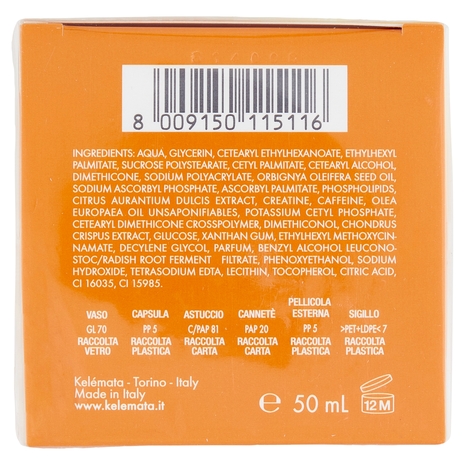 8 009150 115116
INGREDIENTS: AQUA, GLYCERIN, CETEARYL ETHYLHEXANOATE, ETHYLHEXYL
PALMITATE, SUCROSE POLYSTEARATE, CETYL PALMITATE, CETEARYL ALCOHOL,
DIMETHICONE, SODIUM POLYACRYLATE, ORBIGNYA OLEIFERA SEED OIL,
SODIUM ASCORBYL PHOSPHATE, ASCORBYL PALMITATE, PHOSPHOLIPIDS,
CITRUS AURANTIUM DULCIS EXTRACT, CREATINE, CAFFEINE, OLEA
EUROPAEA OIL UNSAPONIFIABLES, POTASSIUM CETYL PHOSPHATE,
CETEARYL DIMETHICONE CROSSPOLYMER, DIMETHICONOL, CHONDRUS
CRISPUS EXTRACT, GLUCOSE, XANTHAN GUM, ETHYLHEXYL METHOXYCIN-
NAMATE, DECYLENE GLYCOL, PARFUM, BENZYL ALCOHOL LEUCONO-
STOC/RADISH ROOT FERMENT FILTRATE, PHENOXYETHANOL, SODIUM
HYDROXIDE, TETRASODIUM EDTA, LECITHIN, TOCOPHEROL, CITRIC ACID,
CI 16035, CI 15985.
VASO CAPSULA ASTUCCIO CANNETÈ PELLICOLA ESTERNA SIGILLO
GL 70 PP 5 C/PAP 81 PAP 20 PP 5 >PET+LDPE< 7
RACCOLTA RACCOLTA RACCOLTA RACCOLTA RACCOLTA RACCOLTA
VETRO PLASTICA CARTA CARTA PLASTICA PLASTICA
Kelémata - Torino - Italy
Made in Italy
www.kelemata.it
℮ 50 mL
12 M